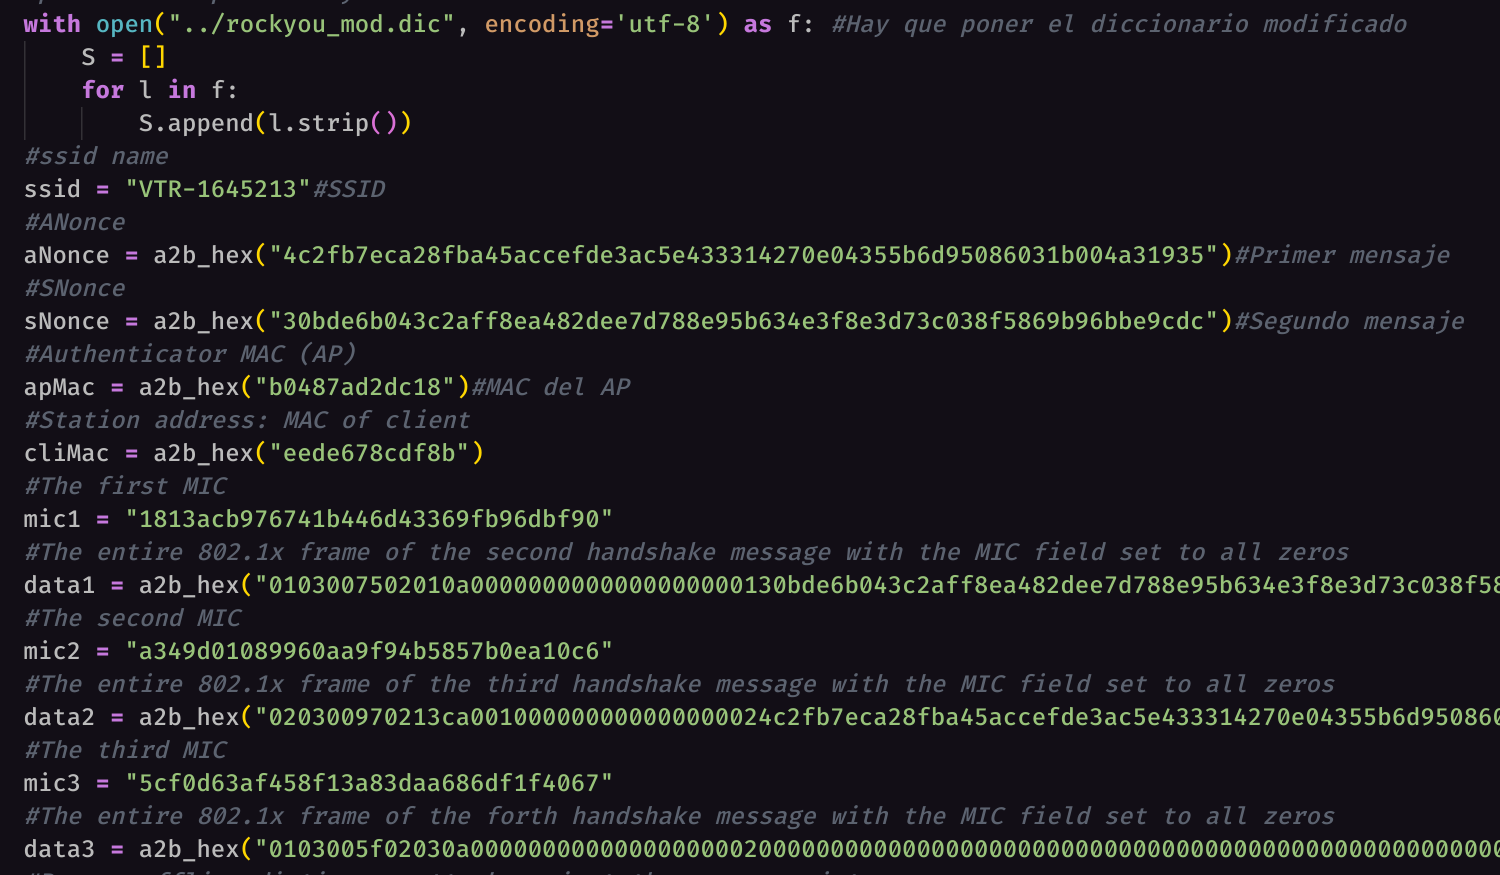 with open("../rockyou_mod.dic", encoding='utf-8') as f: #Hay que poner el diccionario modificado
S = []
for l in f:
S.append(l.strip())
#ssid name
ssid = "VTR-1645213"#SSID
#ANonce
aNonce = a2b_hex("4c2fb7eca28fba45accefde3ac5e433314270e04355b6d95086031b004a31935")#Primer mensaje
#SNonce
sNonce = a2b_hex("30bde6b043c2aff8ea482dee7d788e95b634e3f8e3d73c038f5869b96bbe9cdc")#Segundo mensaje
#Authenticator MAC (AP)
apMac = a2b_hex("b0487ad2dc18")#MAC del AP
#Station address: MAC of client
cliMac = a2b_hex("eede678cdf8b")
#The first MIC
mic1 = "1813acb976741b446d43369fb96dbf90"
#The entire 802.1x frame of the second handshake message with the MIC field set to all zeros
data1 = a2b_hex("0103007502010a0000000000000000000130bde6b043c2aff8ea482dee7d788e95b634e3f8e3d73c038f58
#The second MIC
mic2 = "a349d01089960aa9f94b5857b0ea10c6"
#The entire 802.1x frame of the third handshake message with the MIC field set to all zeros
data2 = a2b_hex("020300970213ca001000000000000000024c2fb7eca28fba45accefde3ac5e433314270e04355b6d950860
#The third MIC
mic3 = "5cf0d63af458f13a83daa686df1f4067"
#The entire 802.1x frame of the forth handshake message with the MIC field set to all zeros
data3 = a2b_hex("0103005f02030a000000000000000000020000000000000000000000000000000000000000000000000000